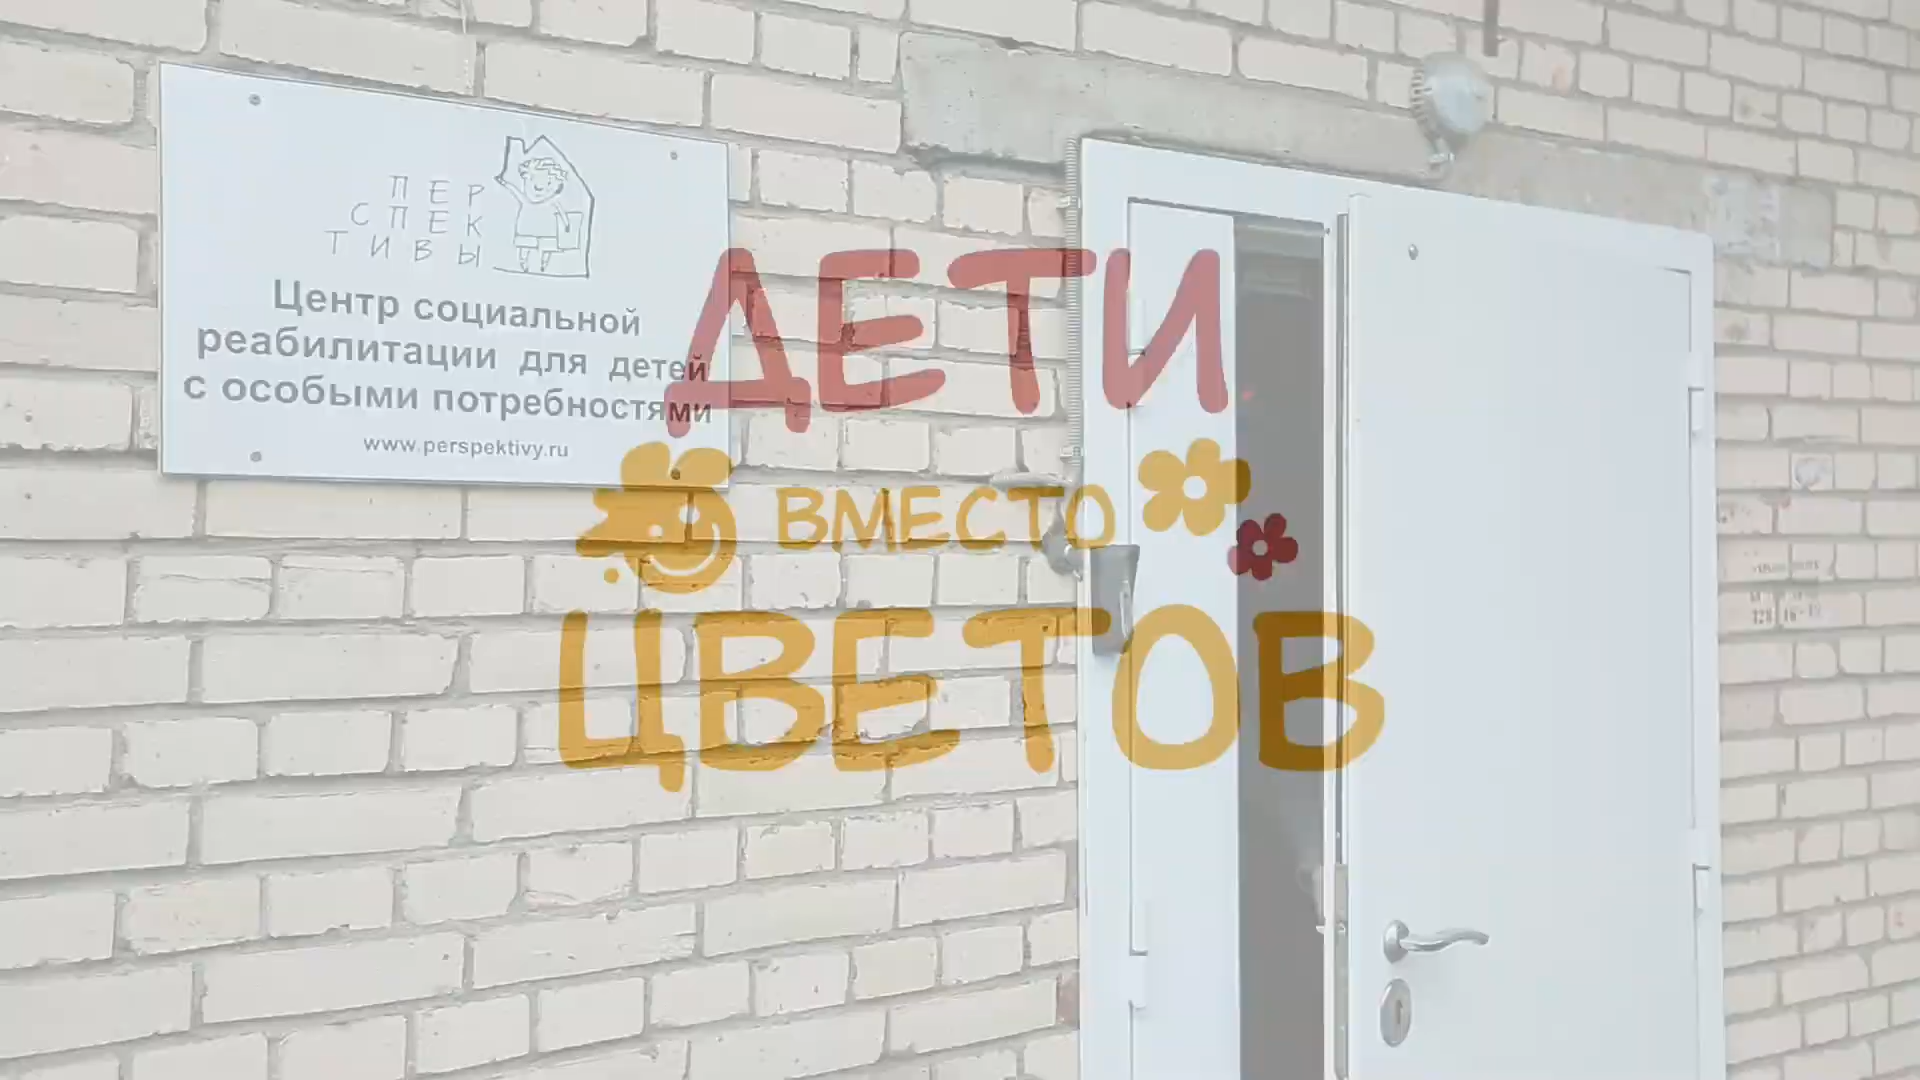 ПЕР
СПЕК
ТИВЫ
Центр социальной
реабилитации для детей
с особыми потребностями
www.perspektivy.ru
ДЕТИ
ВМЕСТО
ЦВЕТОВ